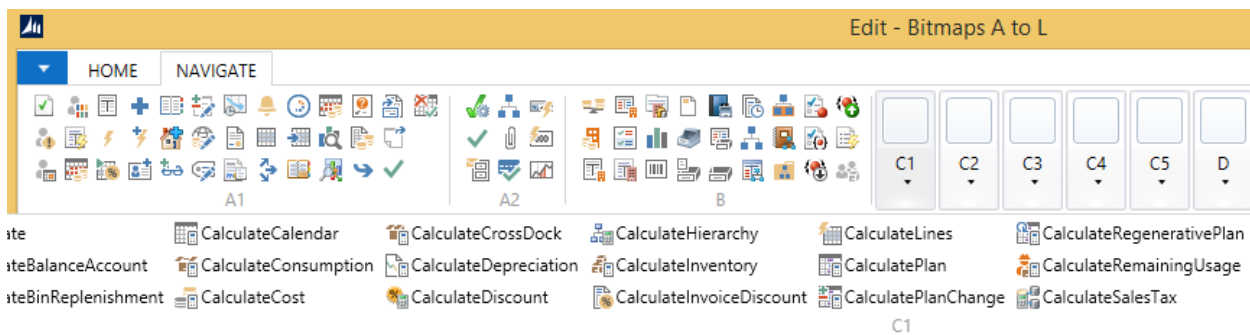 Edit - Bitmaps A to L
HOME NAVIGATE
C1 C2 C3 C4 C5 D
A1 A2 B
ate CalculateCalendar CalculateCrossDock CalculateHierarchy CalculateLines CalculateRegenerativePlan
ateBalanceAccount CalculateConsumption CalculateDepreciation CalculateInventory CalculatePlan CalculateRemainingUsage
ateBinReplenishment CalculateCost CalculateDiscount CalculateInvoiceDiscount CalculatePlanChange CalculateSalesTax
C1